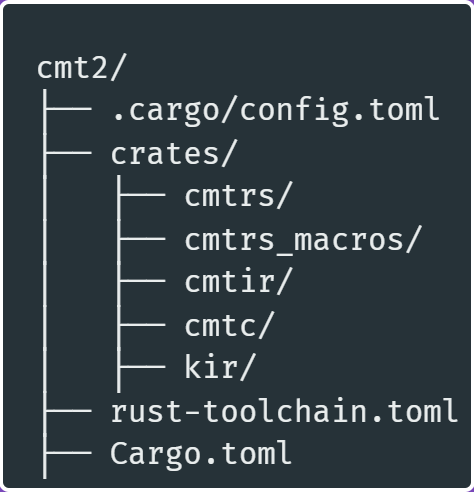 cmt2/
├── .cargo/config.toml
├── crates/
│   ├── cmtrs/
│   ├── cmtrs_macros/
│   ├── cmtir/
│   ├── cmtc/
│   ├── kir/
├── rust-toolchain.toml
├── Cargo.toml